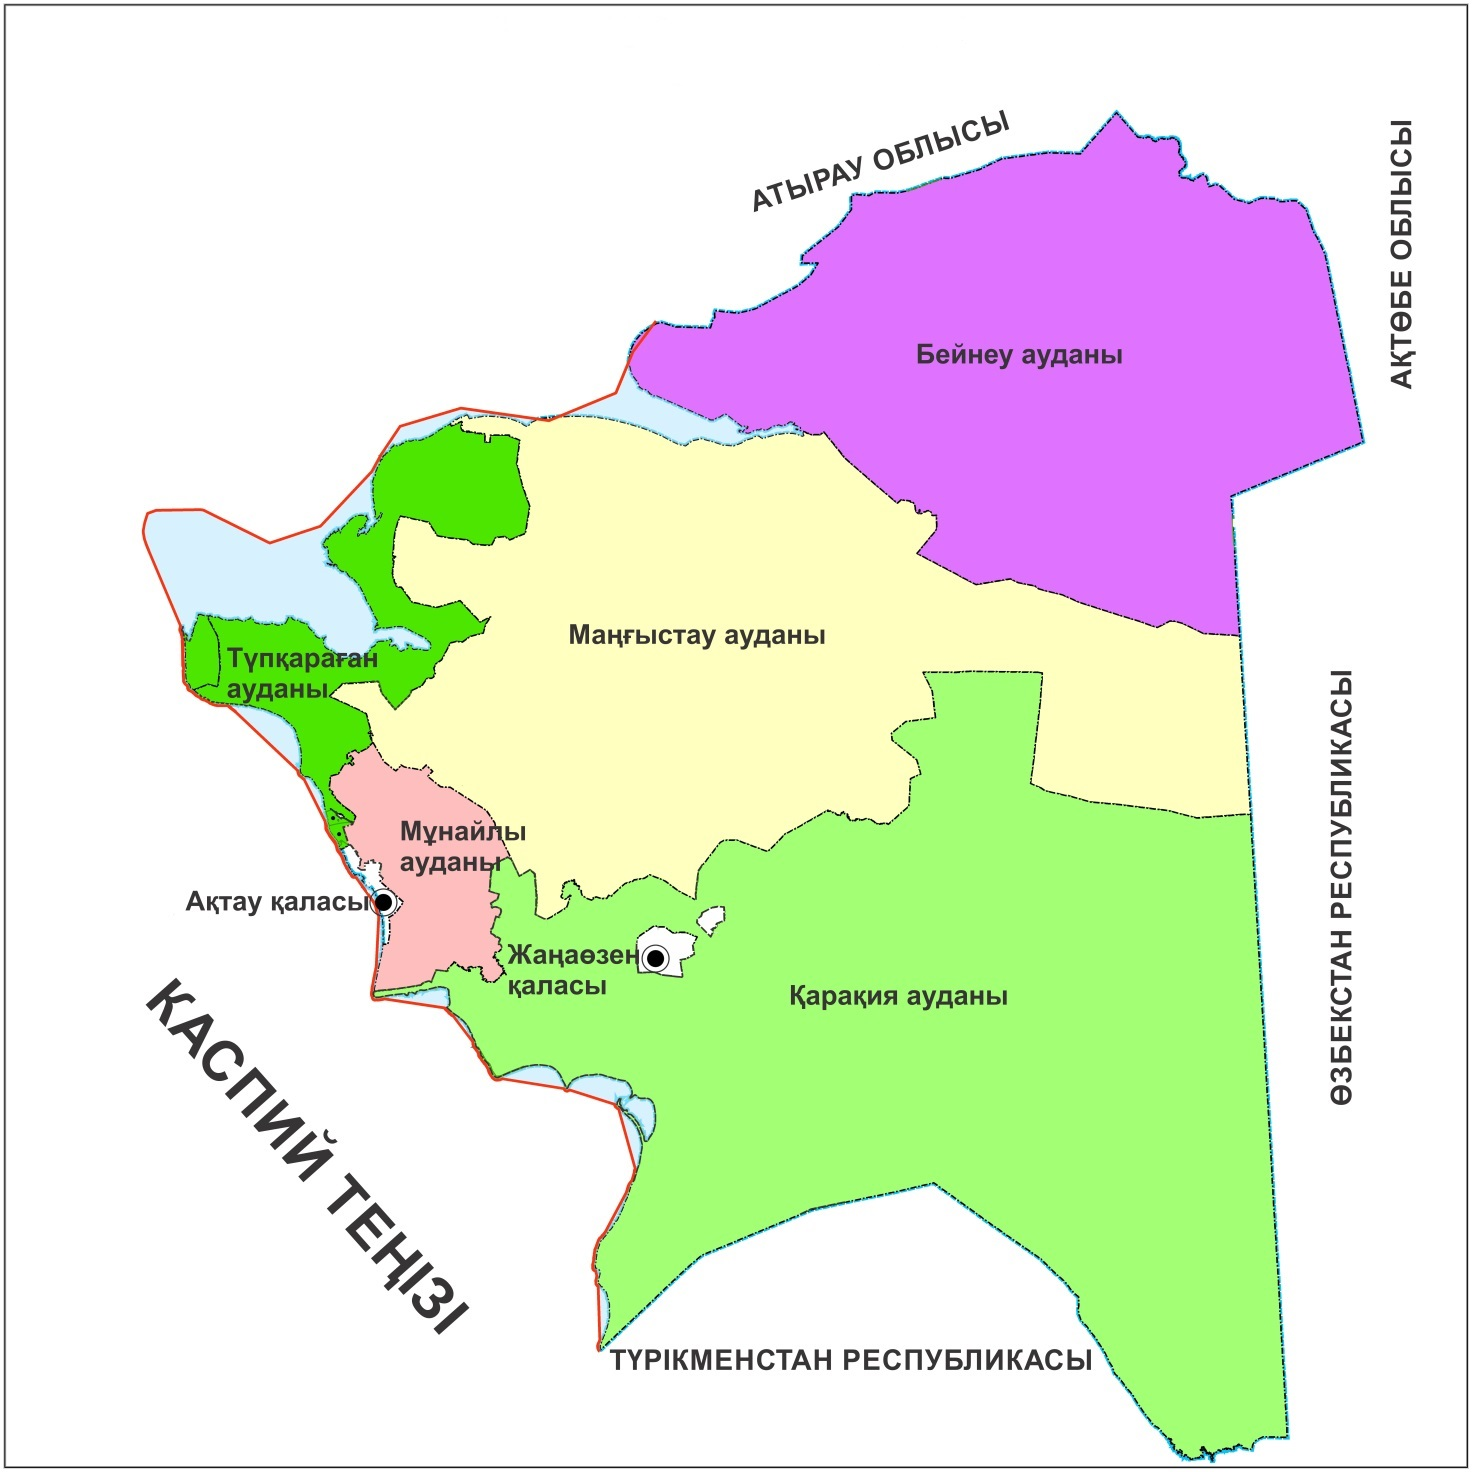 АТЫРАУ ОБЛЫСЫ
АҚТӨБЕ ОБЛЫСЫ
Бейнеу ауданы
Маңғыстау ауданы
Түпқараған
ауданы
ӨЗБЕКСТАН РЕСПУБЛИКАСЫ
Мұнайлы
ауданы
Ақтау қаласы
Жаңаөзен
қаласы
Қарақия ауданы
КАСПИЙ ТЕҢІЗІ
ТҮРІКМЕНСТАН РЕСПУБЛИКАСЫ